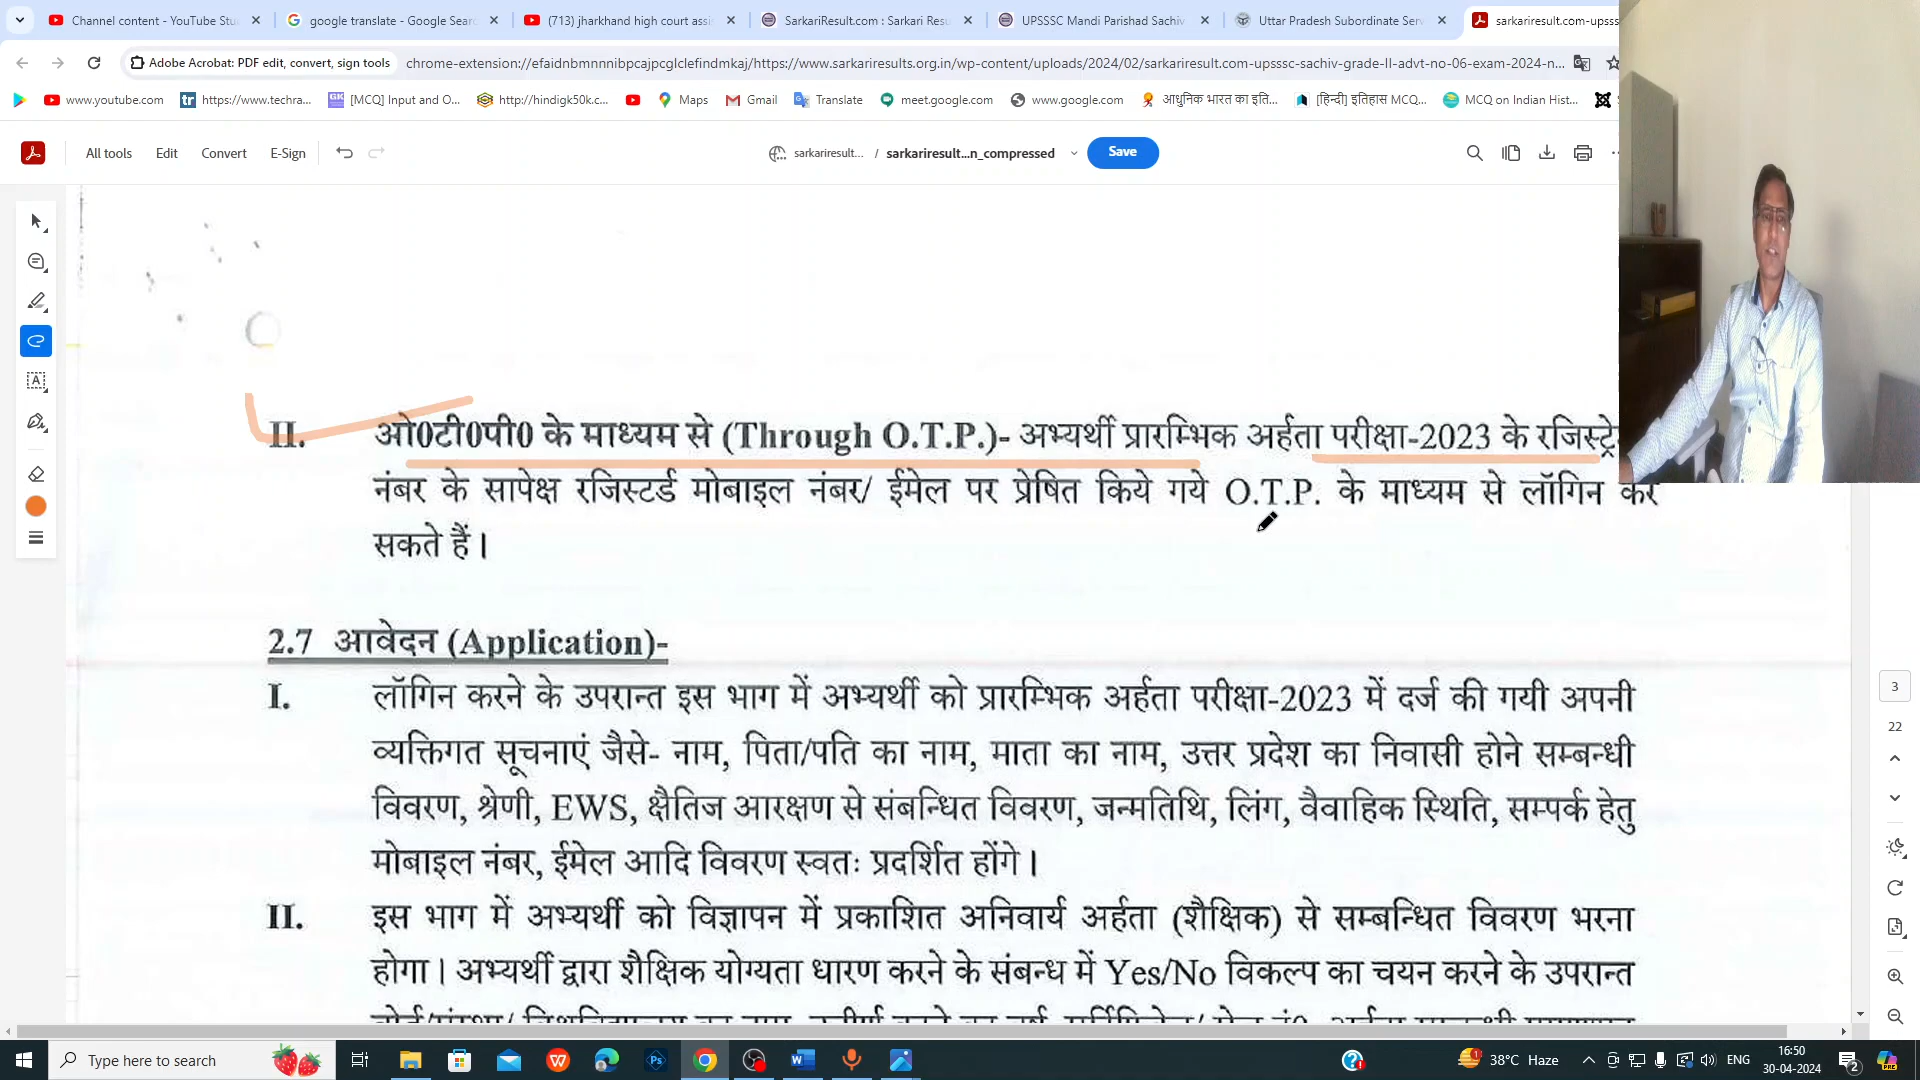 Channel content - YouTube Stu
google translate - Google Sear
(713) jharkhand high court assi
SarkariResult.com : Sarkari Resu
UPSSSC Mandi Parishad Sachiv
Uttar Pradesh Subordinate Serv
sarkariresult.com-upsss
Adobe Acrobat: PDF edit, convert, sign tools
chrome-extension://efaidnbmnnnibpcajpcglclefindmkaj/https://www.sarkariresults.org.in/wp-content/uploads/2024/02/sarkariresult.com-upsssc-sachiv-grade-II-advt-no-06-exam-2024-n...
www.youtube.com
https://www.techra...
[MCQ] Input and O...
http://hindigk50k.c...
Maps
Gmail
Translate
meet.google.com
www.google.com
आधुनिक भारत का इति...
[हिन्दी] इतिहास MCQ...
MCQ on Indian Hist...
All tools
Edit
Convert
E-Sign
sarkariresult... / sarkariresult...n_compressed
Save
II. ओ0टी0पी0 के माध्यम से (Through O.T.P.)- अभ्यर्थी प्रारम्भिक अर्हता परीक्षा-2023 के रजिस्ट्रे
नंबर के सापेक्ष रजिस्टर्ड मोबाइल नंबर/ ईमेल पर प्रेषित किये गये O.T.P. के माध्यम से लॉगिन कर
सकते हैं।
2.7 आवेदन (Application)-
I. लॉगिन करने के उपरान्त इस भाग में अभ्यर्थी को प्रारम्भिक अर्हता परीक्षा-2023 में दर्ज की गयी अपनी
व्यक्तिगत सूचनाएं जैसे- नाम, पिता/पति का नाम, माता का नाम, उत्तर प्रदेश का निवासी होने सम्बन्धी
विवरण, श्रेणी, EWS, क्षैतिज आरक्षण से संबन्धित विवरण, जन्मतिथि, लिंग, वैवाहिक स्थिति, सम्पर्क हेतु
मोबाइल नंबर, ईमेल आदि विवरण स्वतः प्रदर्शित होंगे।
II. इस भाग में अभ्यर्थी को विज्ञापन में प्रकाशित अनिवार्य अर्हता (शैक्षिक) से सम्बन्धित विवरण भरना
होगा। अभ्यर्थी द्वारा शैक्षिक योग्यता धारण करने के संबन्ध में Yes/No विकल्प का चयन करने के उपरान्त
3
22
Type here to search
38°C Haze
ENG
16:50
30-04-2024
2